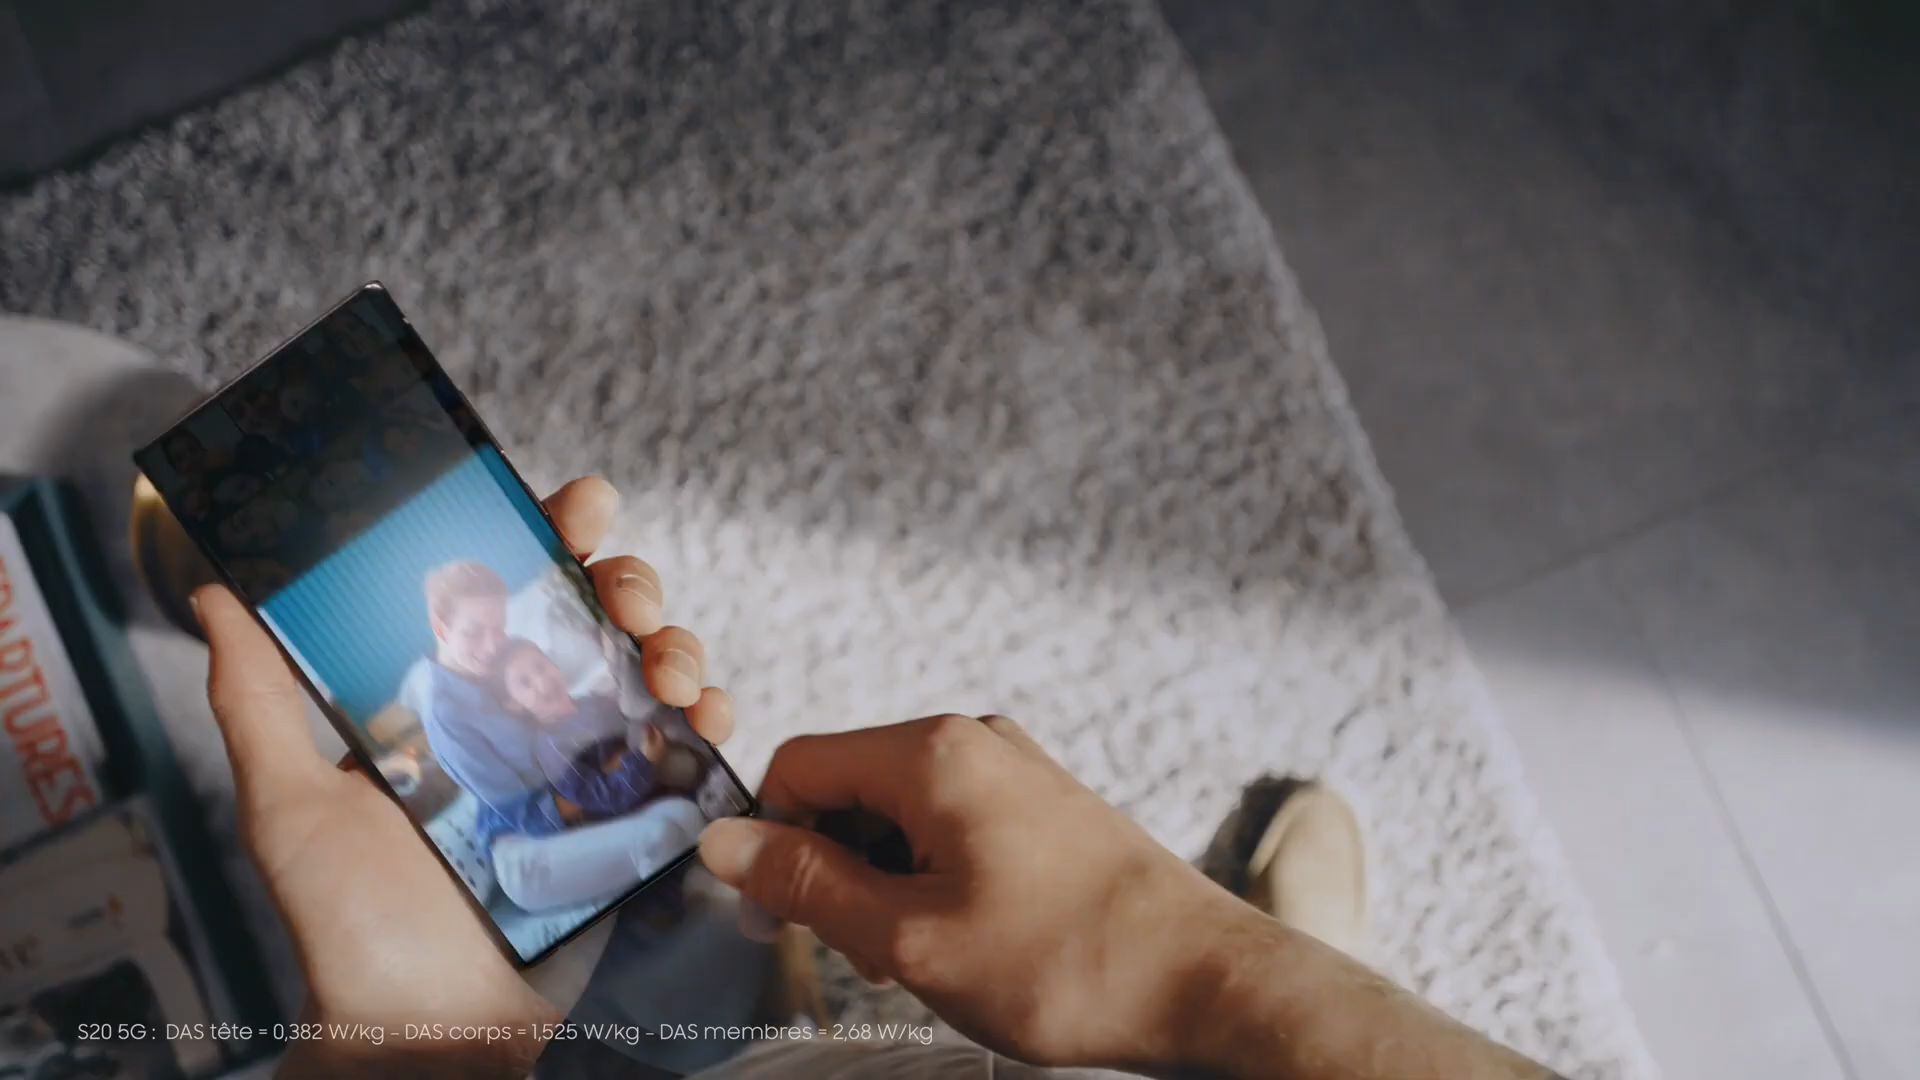 S20 5G : DAS tête = 0,382 W/kg - DAS corps = 1,525 W/kg - DAS membres = 2,68 W/kg